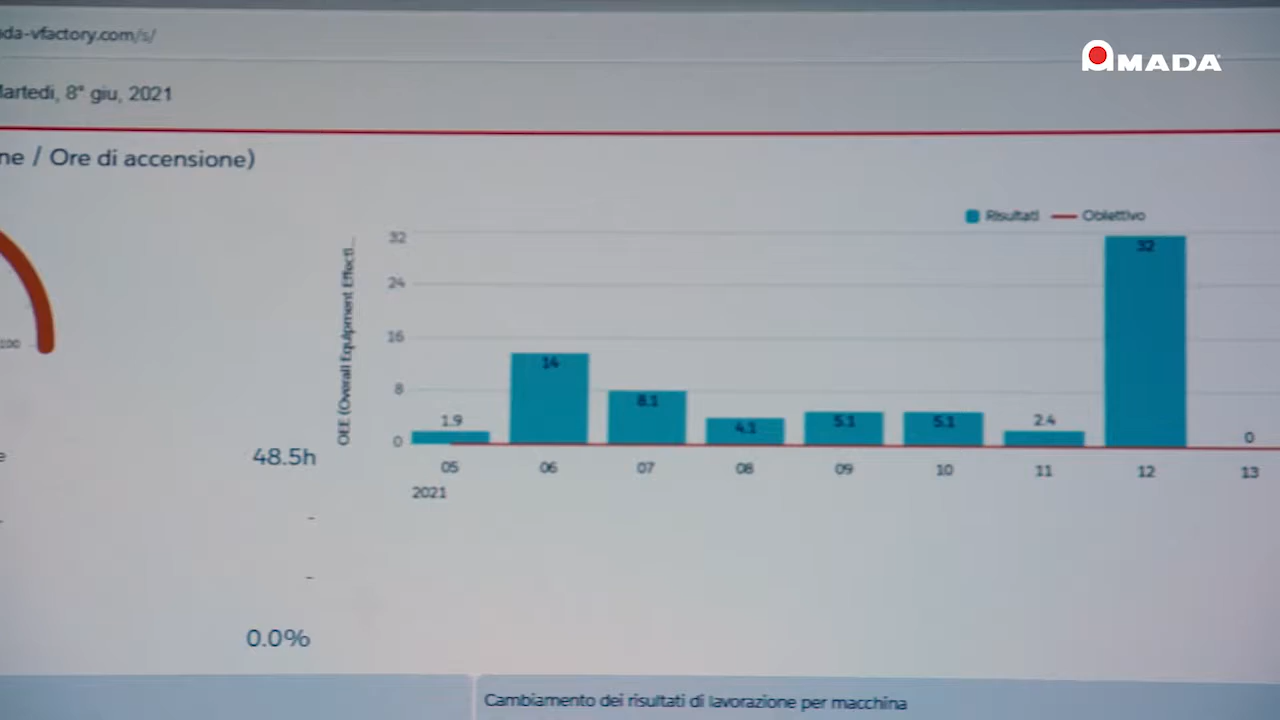 da-vfactory.com/s/
AMADA
artedì, 8° giu, 2021
ne / Ore di accensione)
Risultati
Obiettivo
OEE (Overall Equipment Effecti...
32
24
16
8
0
1.9
14
8.1
4.1
5.1
5.1
2.4
32
0
05
06
07
08
09
10
11
12
13
2021
100
e
48.5h
-
-
0.0%
Cambiamento dei risultati di lavorazione per macchina